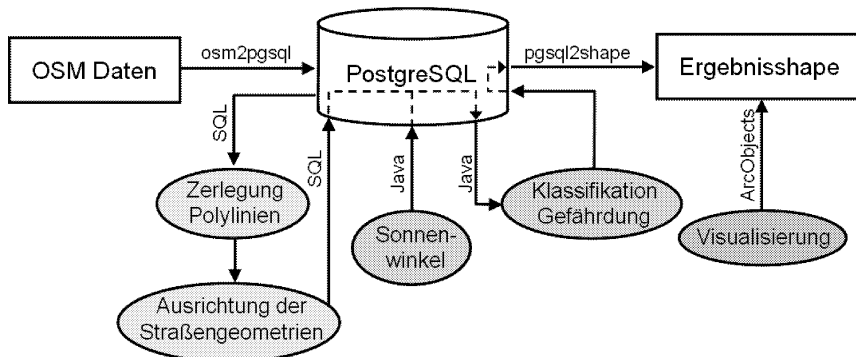 OSM Daten
osm2pgsql
PostgreSQL
pgsql2shape
Ergebnisshape
SQL
SQL
Java
Java
ArcObjects
Zerlegung
Polylinien
Sonnen-
winkel
Klassifikation
Gefährdung
Visualisierung
Ausrichtung der
Straßengeometrien